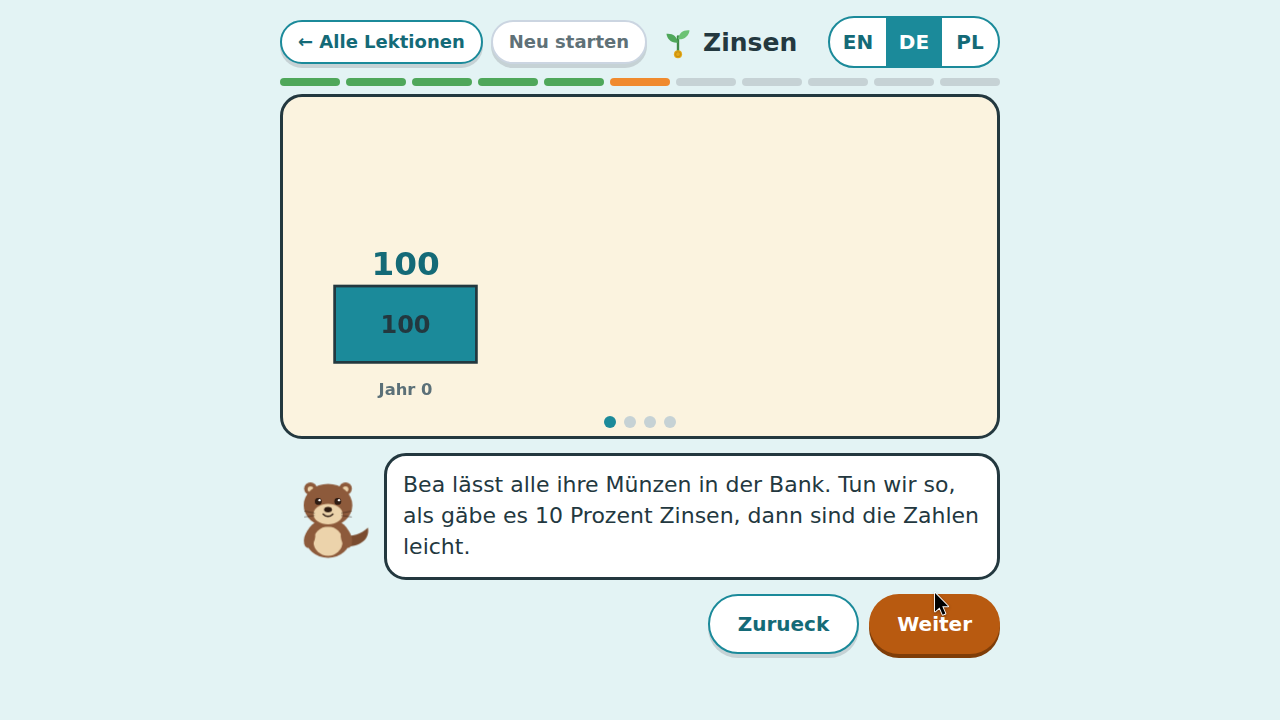 ← Alle Lektionen
Neu starten
Zinsen
EN
DE
PL
100
100
Jahr 0
Bea lässt alle ihre Münzen in der Bank. Tun wir so,
als gäbe es 10 Prozent Zinsen, dann sind die Zahlen
leicht.
Zurueck
Weiter